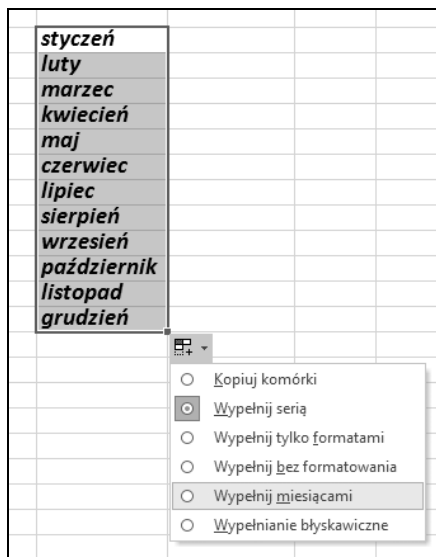 styczeń
luty
marzec
kwiecień
maj
czerwiec
lipiec
sierpień
wrzesień
październik
listopad
grudzień
Kopiuj komórki
Wypełnij serią
Wypełnij tylko formatami
Wypełnij bez formatowania
Wypełnij miesiącami
Wypełnianie błyskawiczne